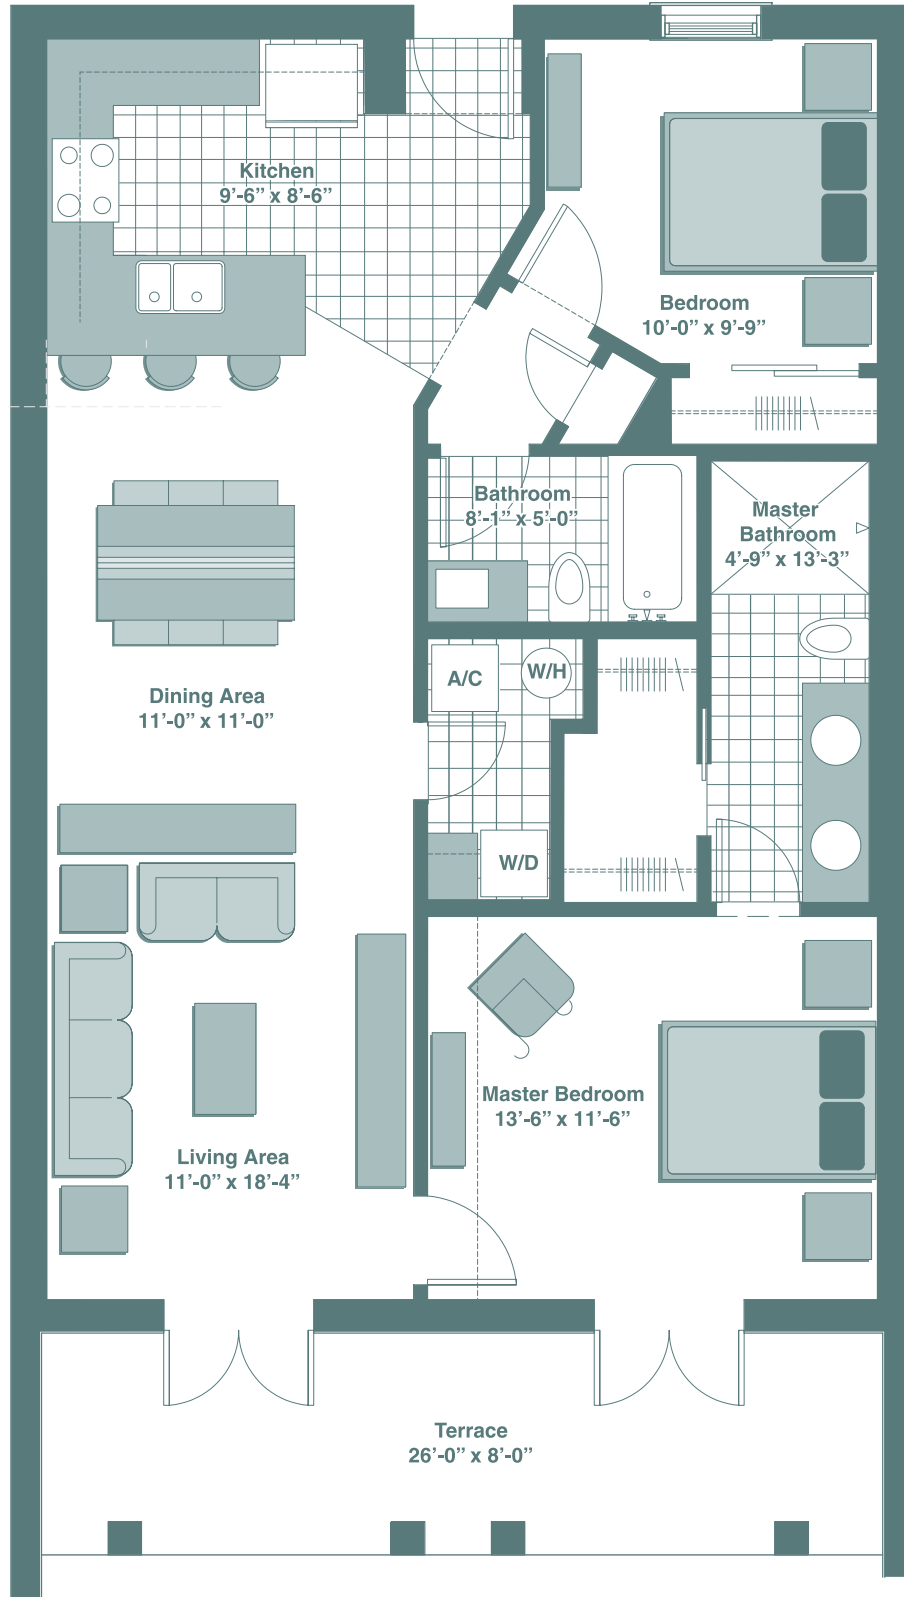 Kitchen
9’-6” x 8’-6”
Bedroom
10’-0” x 9’-9”
Bathroom
8’-1” x 5’-0”
Master
Bathroom
4’-9” x 13’-3”
A/C
W/H
Dining Area
11’-0” x 11’-0”
W/D
Master Bedroom
13’-6” x 11’-6”
Living Area
11’-0” x 18’-4”
Terrace
26’-0” x 8’-0”